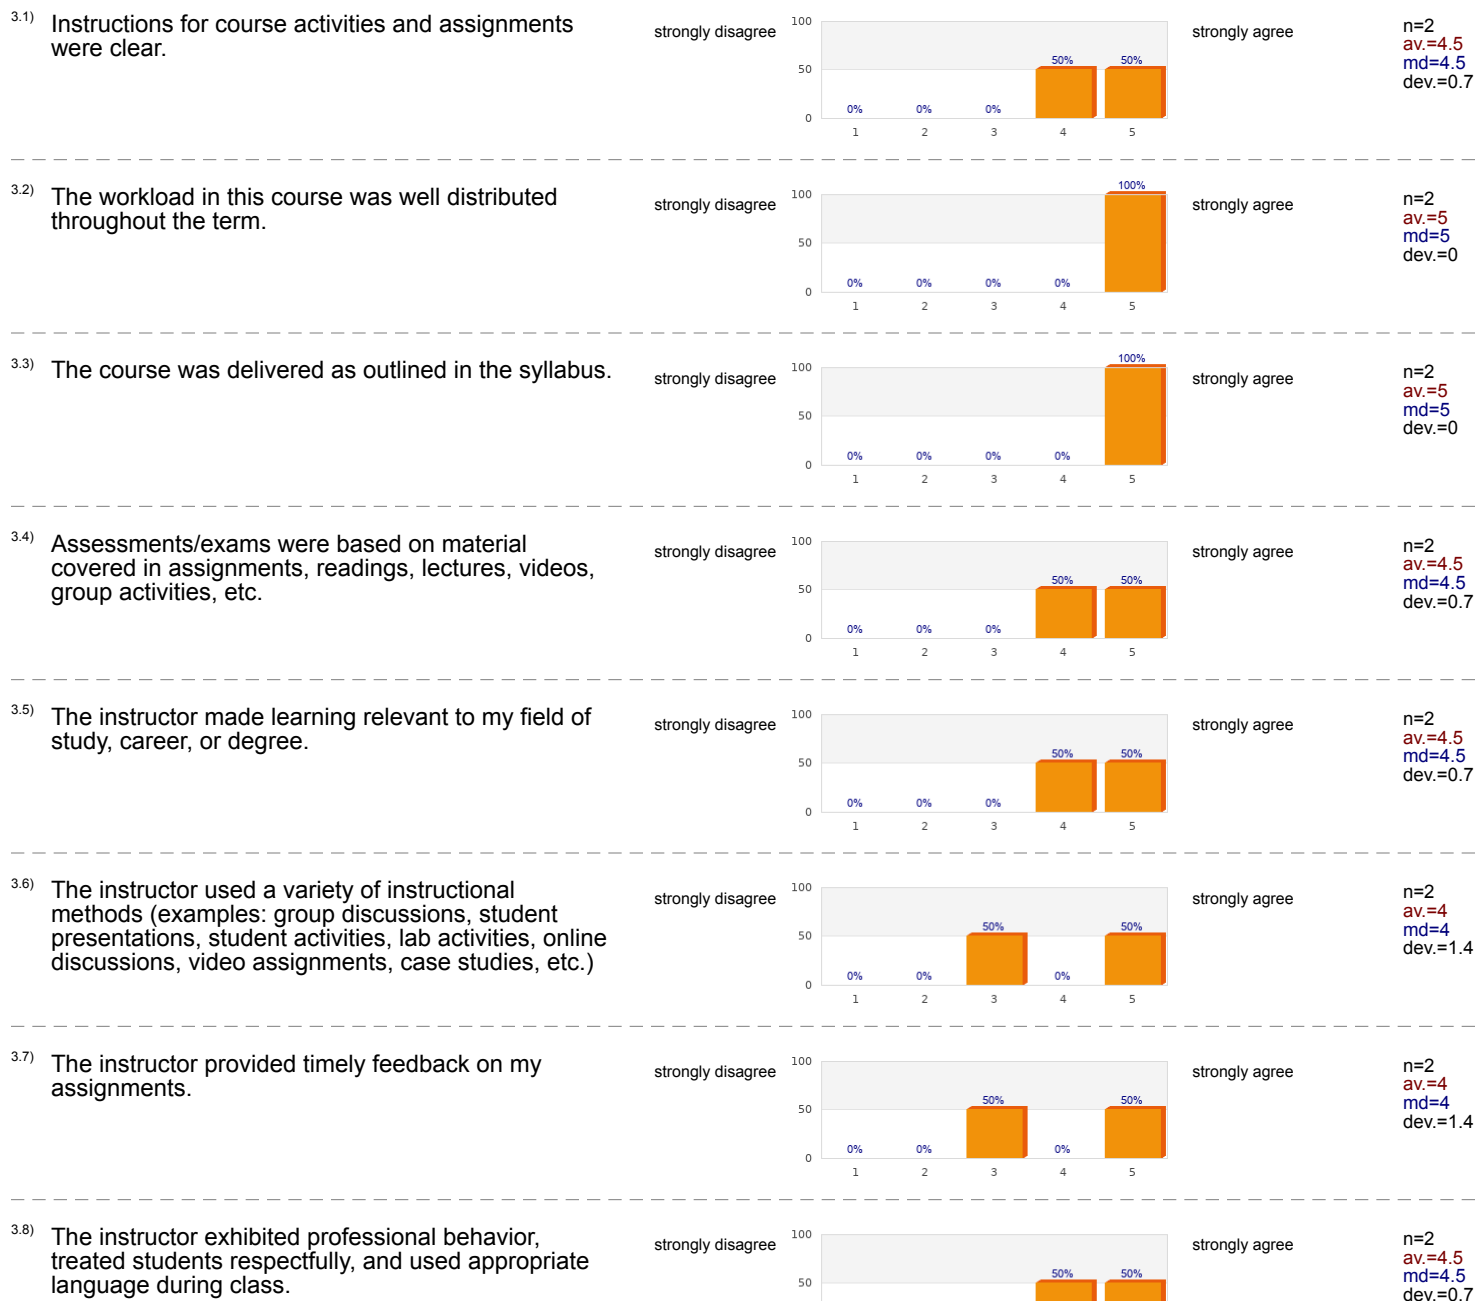 3.1) Instructions for course activities and assignments
were clear.
strongly disagree
100
50
0
0%
0%
0%
50%
50%
1 2 3 4 5
strongly agree
n=2
av.=4.5
md=4.5
dev.=0.7
3.2) The workload in this course was well distributed
throughout the term.
strongly disagree
100
50
0
0%
0%
0%
0%
100%
1 2 3 4 5
strongly agree
n=2
av.=5
md=5
dev.=0
3.3) The course was delivered as outlined in the syllabus.
strongly disagree
100
50
0
0%
0%
0%
0%
100%
1 2 3 4 5
strongly agree
n=2
av.=5
md=5
dev.=0
3.4) Assessments/exams were based on material
covered in assignments, readings, lectures, videos,
group activities, etc.
strongly disagree
100
50
0
0%
0%
0%
50%
50%
1 2 3 4 5
strongly agree
n=2
av.=4.5
md=4.5
dev.=0.7
3.5) The instructor made learning relevant to my field of
study, career, or degree.
strongly disagree
100
50
0
0%
0%
0%
50%
50%
1 2 3 4 5
strongly agree
n=2
av.=4.5
md=4.5
dev.=0.7
3.6) The instructor used a variety of instructional
methods (examples: group discussions, student
presentations, student activities, lab activities, online
discussions, video assignments, case studies, etc.)
strongly disagree
100
50
0
0%
0%
50%
0%
50%
1 2 3 4 5
strongly agree
n=2
av.=4
md=4
dev.=1.4
3.7) The instructor provided timely feedback on my
assignments.
strongly disagree
100
50
0
0%
0%
50%
0%
50%
1 2 3 4 5
strongly agree
n=2
av.=4
md=4
dev.=1.4
3.8) The instructor exhibited professional behavior,
treated students respectfully, and used appropriate
language during class.
strongly disagree
100
50
50%
50%
strongly agree
n=2
av.=4.5
md=4.5
dev.=0.7